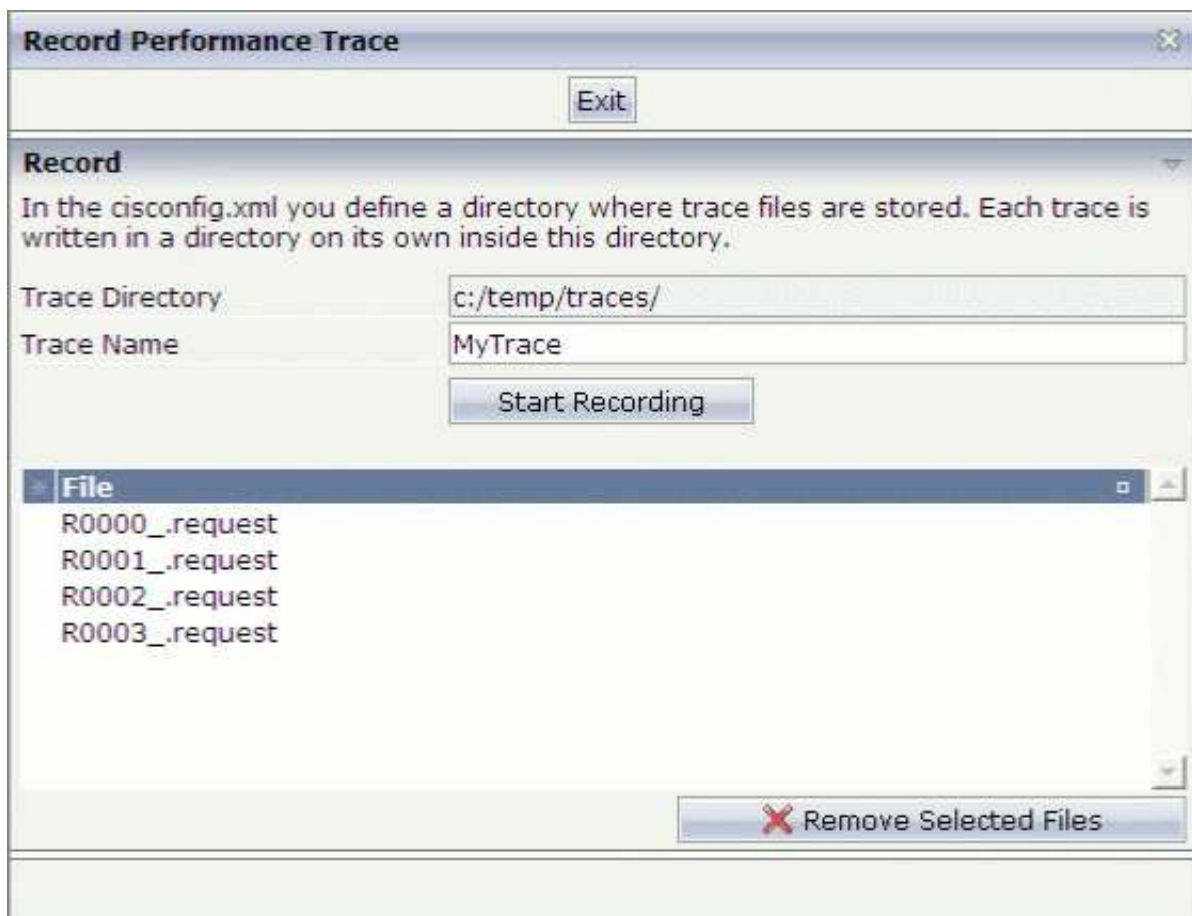 Record Performance Trace
Exit
Record
In the cisconfig.xml you define a directory where trace files are stored. Each trace is
written in a directory on its own inside this directory.
Trace Directory c:/temp/traces/
Trace Name MyTrace
Start Recording
File
R0000_.request
R0001_.request
R0002_.request
R0003_.request
Remove Selected Files